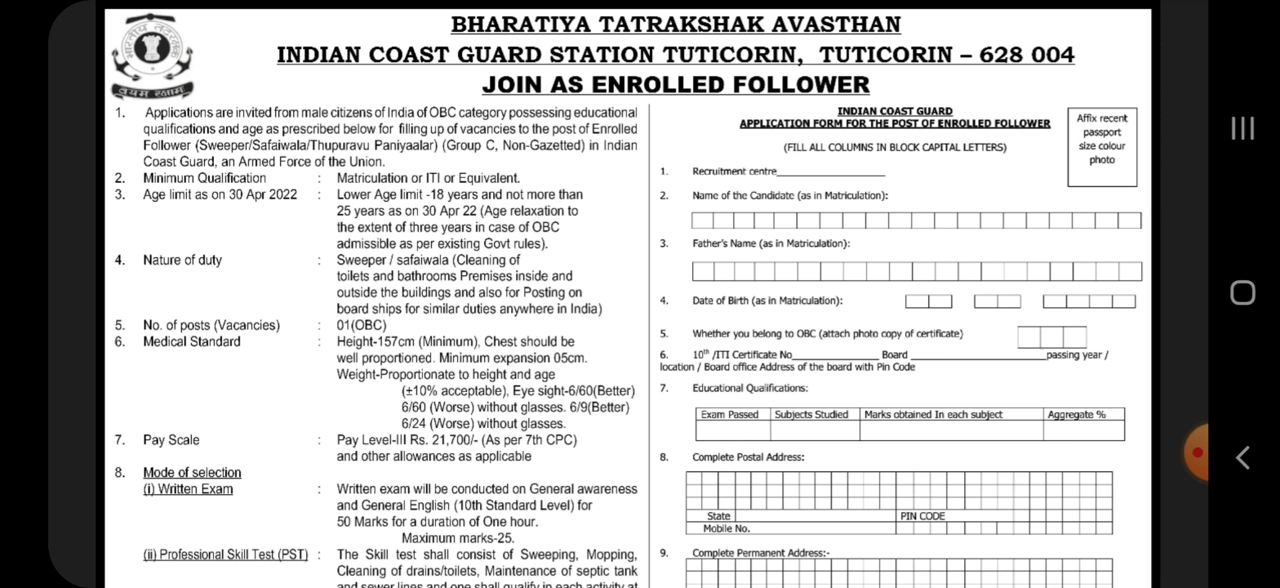 BHARATIYA TATRAKSHAK AVASTHAN
INDIAN COAST GUARD STATION TUTICORIN, TUTICORIN – 628 004
JOIN AS ENROLLED FOLLOWER
1. Applications are invited from male citizens of India of OBC category possessing educational
qualifications and age as prescribed below for filling up of vacancies to the post of Enrolled
Follower (Sweeper/Safaiwala/Thupuravu Paniyaalar) (Group C, Non-Gazetted) in Indian
Coast Guard, an Armed Force of the Union.
2. Minimum Qualification : Matriculation or ITI or Equivalent.
3. Age limit as on 30 Apr 2022 : Lower Age limit -18 years and not more than
25 years as on 30 Apr 22 (Age relaxation to
the extent of three years in case of OBC
admissible as per existing Govt rules).
4. Nature of duty : Sweeper / safaiwala (Cleaning of
toilets and bathrooms Premises inside and
outside the buildings and also for Posting on
board ships for similar duties anywhere in India)
5. No. of posts (Vacancies) : 01(OBC)
6. Medical Standard : Height-157cm (Minimum), Chest should be
well proportioned. Minimum expansion 05cm.
Weight-Proportionate to height and age
(±10% acceptable), Eye sight-6/60(Better)
6/60 (Worse) without glasses. 6/9(Better)
6/24 (Worse) without glasses.
7. Pay Scale : Pay Level-III Rs. 21,700/- (As per 7th CPC)
and other allowances as applicable
8. Mode of selection
(i) Written Exam : Written exam will be conducted on General awareness
and General English (10th Standard Level) for
50 Marks for a duration of One hour.
Maximum marks-25.
(ii) Professional Skill Test (PST) : The Skill test shall consist of Sweeping, Mopping,
Cleaning of drains/toilets, Maintenance of septic tank
and sewer lines and one shall qualify in each activity at
INDIAN COAST GUARD
APPLICATION FORM FOR THE POST OF ENROLLED FOLLOWER
(FILL ALL COLUMNS IN BLOCK CAPITAL LETTERS)
Affix recent
passport
size colour
photo
1. Recruitment centre
2. Name of the Candidate (as in Matriculation):
3. Father's Name (as in Matriculation):
4. Date of Birth (as in Matriculation):
5. Whether you belong to OBC (attach photo copy of certificate)
6. 10th /ITI Certificate No Board passing year /
location / Board office Address of the board with Pin Code
7. Educational Qualifications:
Exam Passed Subjects Studied Marks obtained In each subject Aggregate %
8. Complete Postal Address:
State PIN CODE
Mobile No.
9. Complete Permanent Address:-